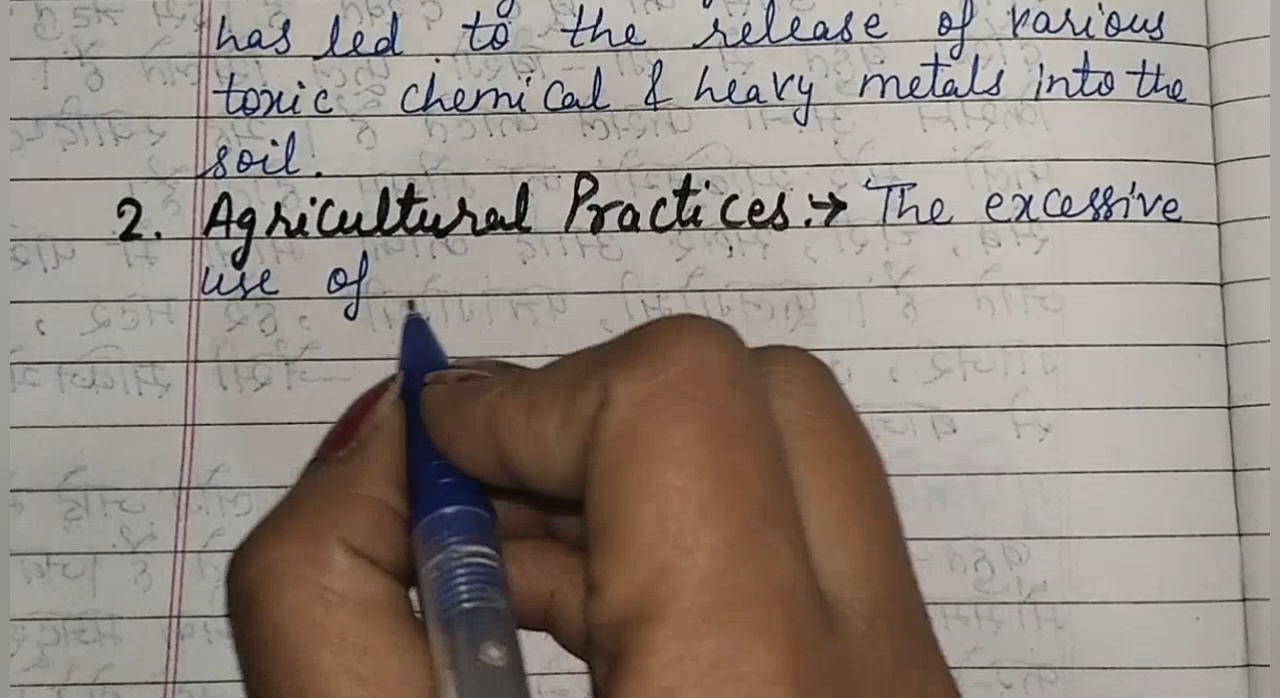 has led to the release of various
toxic chemical & heavy metals into the
soil.
2. Agricultural Practices:→ The excessive
use of